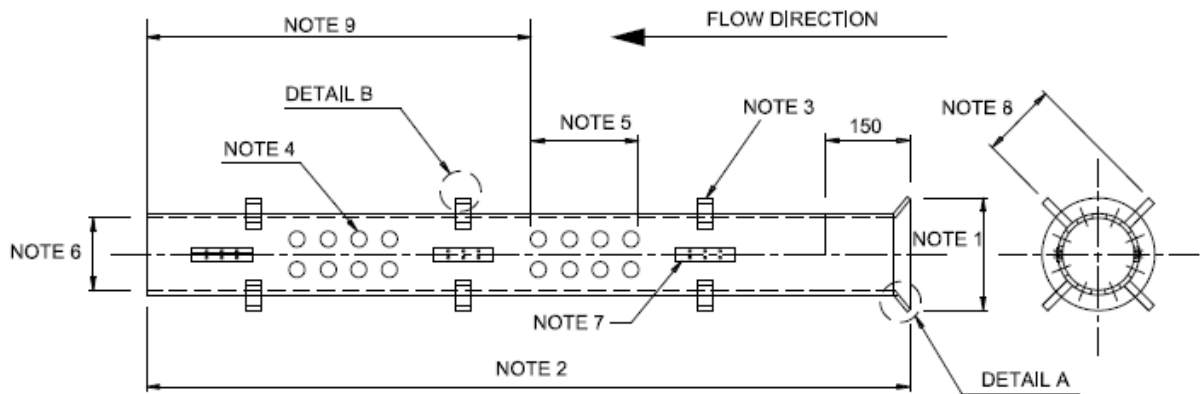 NOTE 9
FLOW DIRECTION
DETAIL B
NOTE 5
NOTE 3
150
NOTE 8
NOTE 4
NOTE 6
NOTE 1
NOTE 7
NOTE 2
DETAIL A